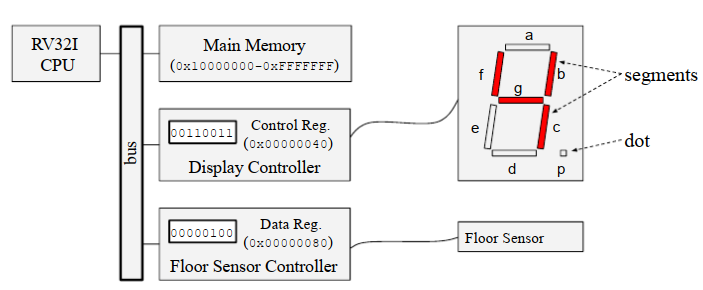 RV32I
CPU
bus
Main Memory
(0x10000000-0xFFFFFFF)
00110011
Control Reg.
(0x00000040)
Display Controller
00000100
Data Reg.
(0x00000080)
Floor Sensor Controller
a
f
b
g
e
c
d
p
segments
dot
Floor Sensor